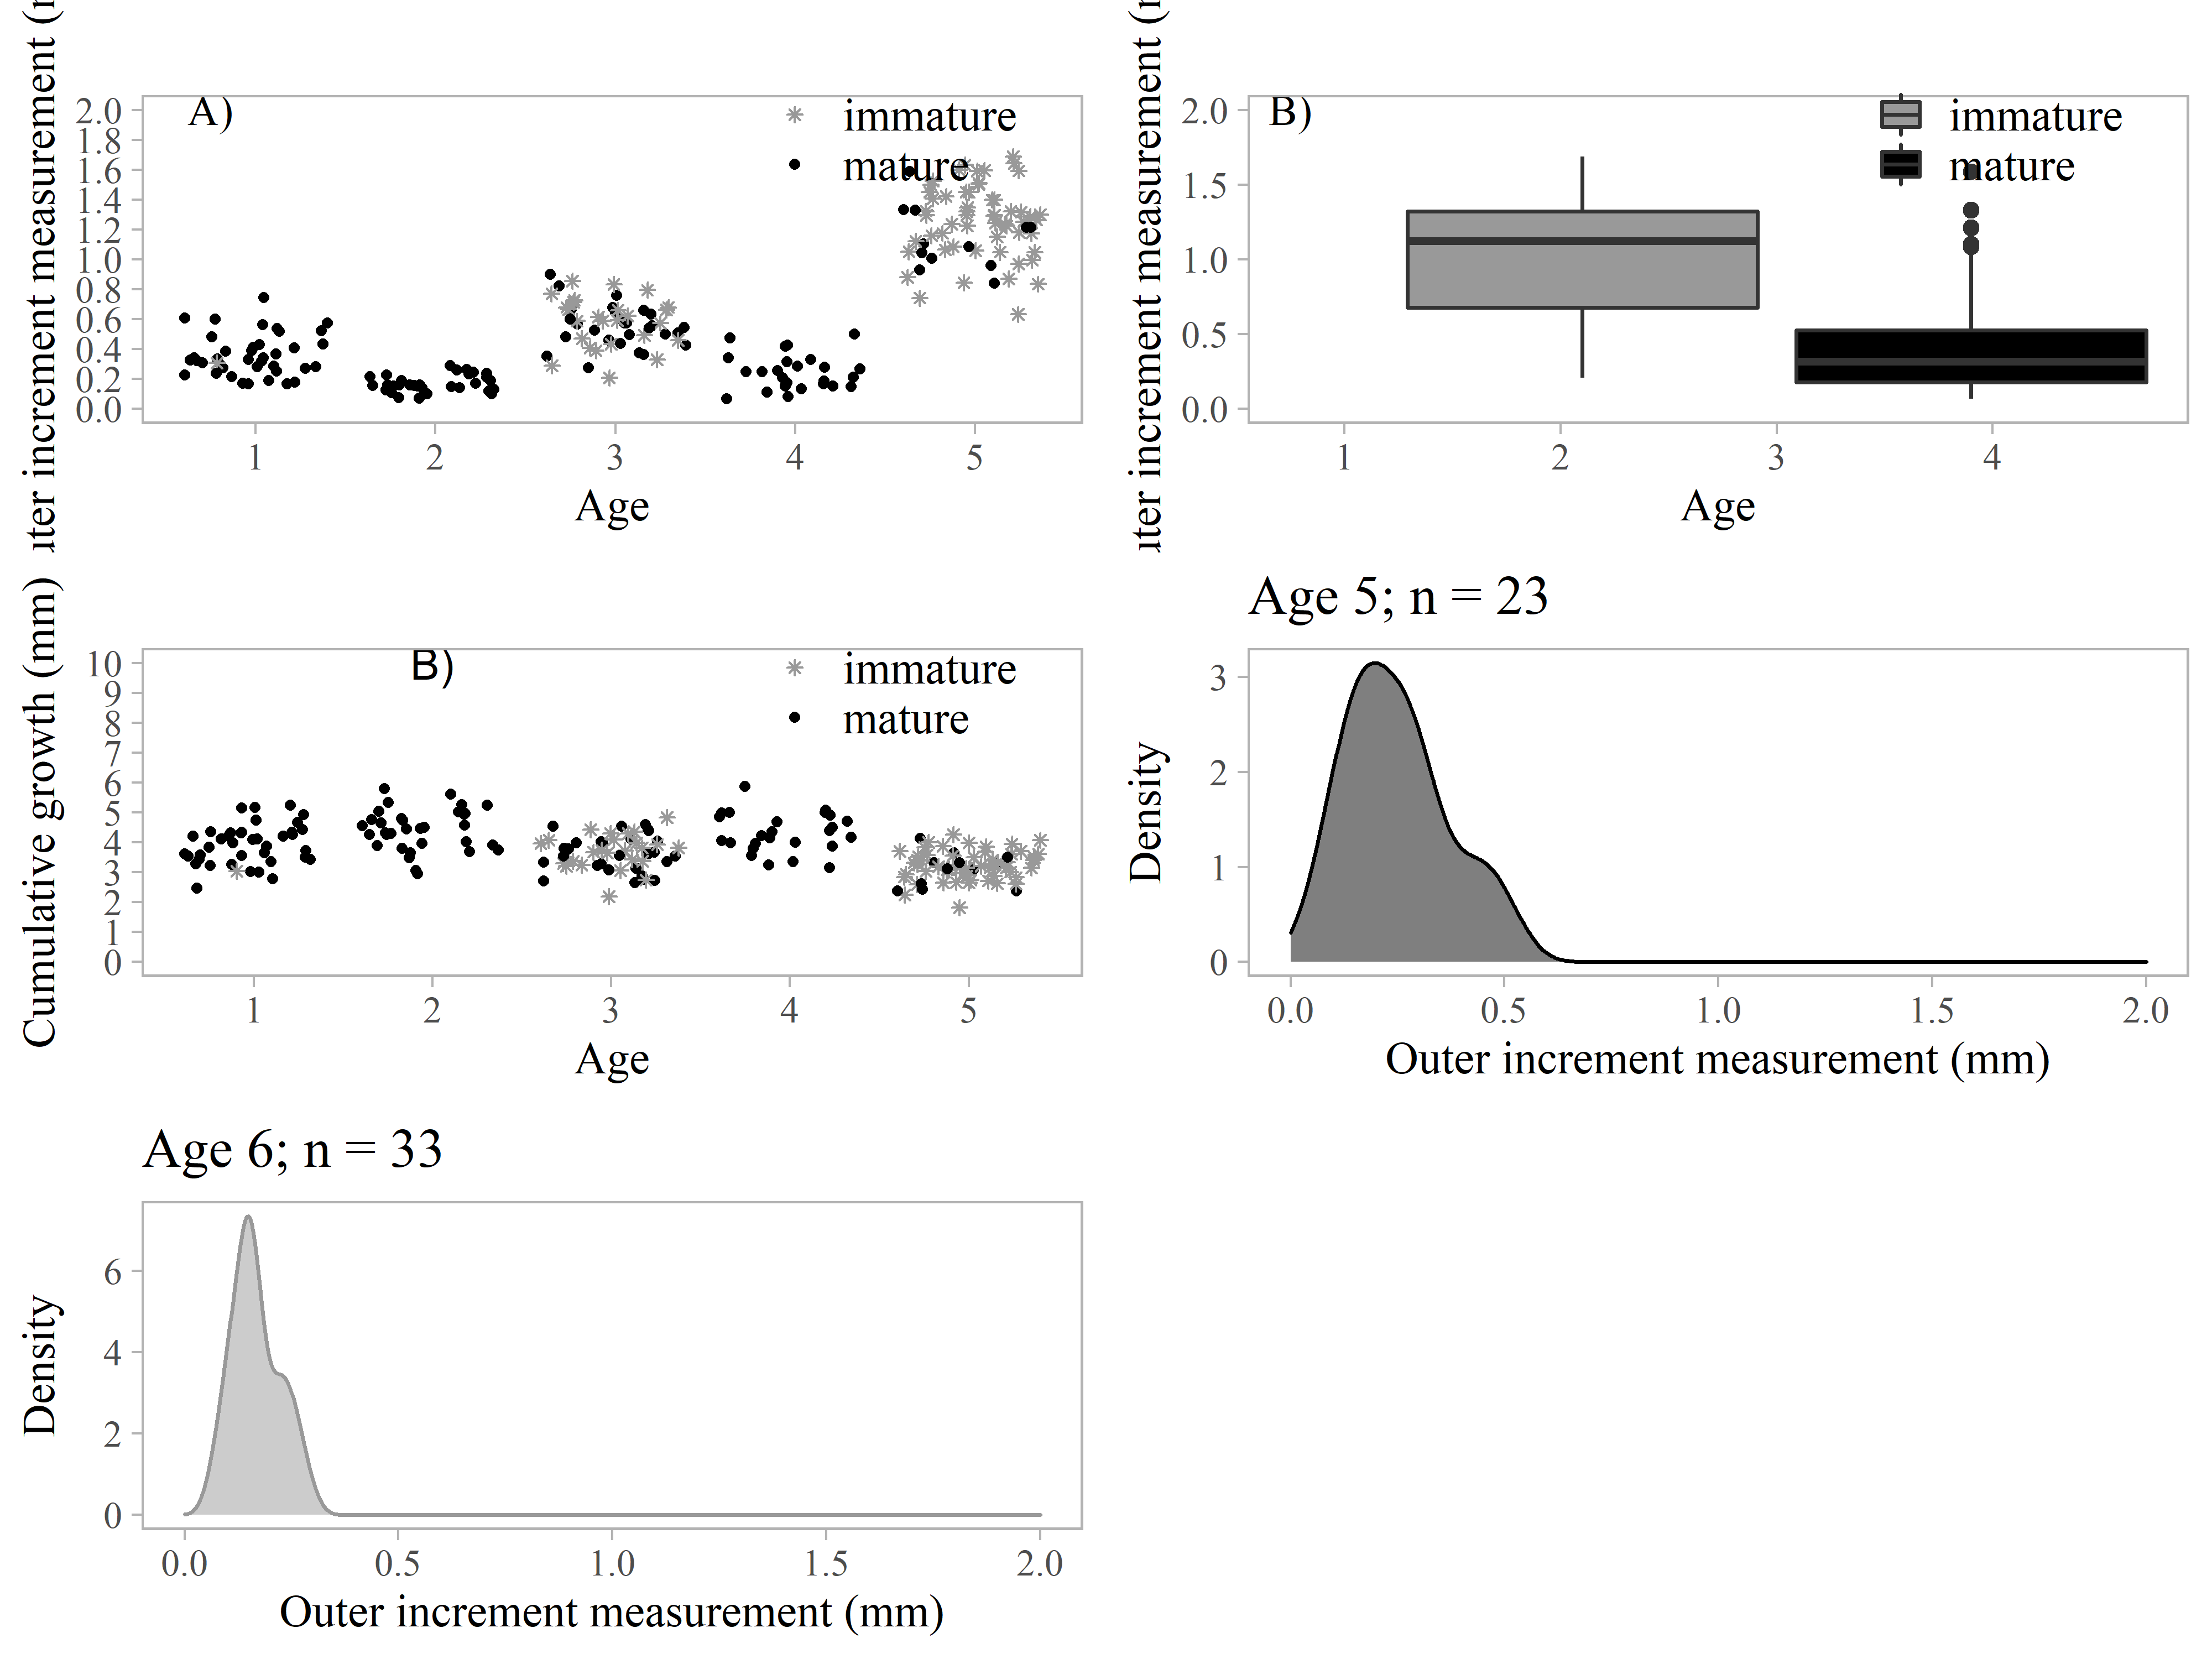 A)
immature
mature
2.0
1.8
1.6
1.4
1.2
1.0
0.8
0.6
0.4
0.2
0.0
1 2 3 4 5
Age
increment measurement
B)
immature
mature
2.0
1.5
1.0
0.5
0.0
1 2 3 4
Age
increment measurement
B)
immature
mature
10
9
8
7
6
5
4
3
2
1
0
1 2 3 4 5
Age
Cumulative growth (mm)
Age 5; n = 23
3
2
1
0
0.0 0.5 1.0 1.5 2.0
Density
Outer increment measurement (mm)
Age 6; n = 33
6
4
2
0
0.0 0.5 1.0 1.5 2.0
Density
Outer increment measurement (mm)